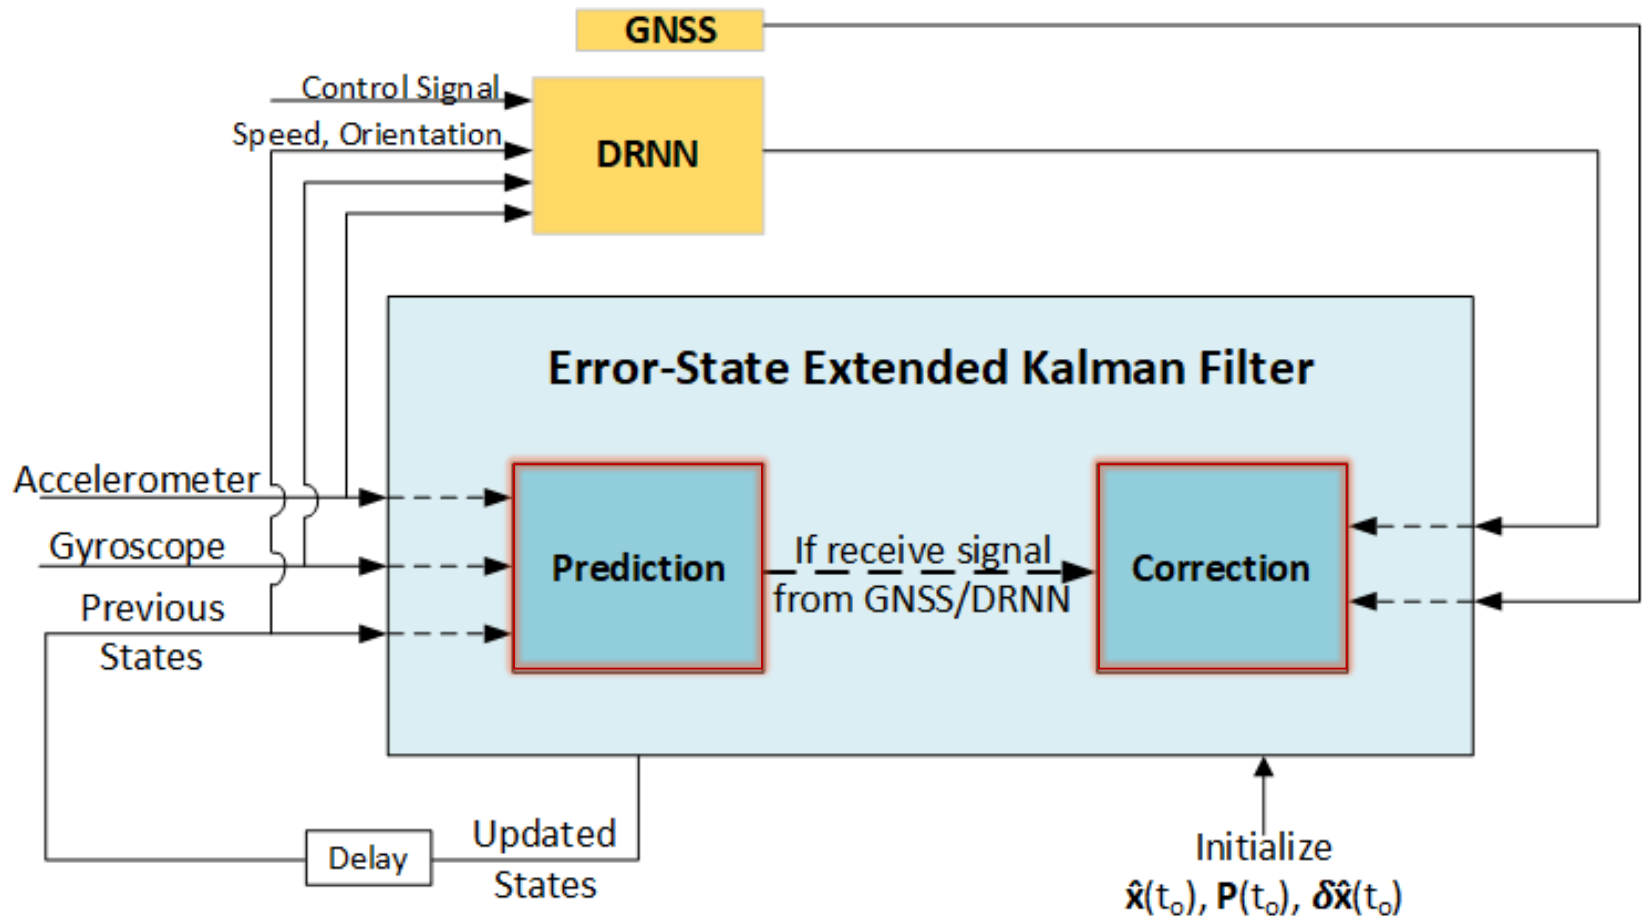 GNSS
Control Signal
Speed, Orientation
DRNN
Error-State Extended Kalman Filter
Accelerometer
Gyroscope
Previous
States
Prediction
If receive signal
from GNSS/DRNN
Correction
Delay
Updated
States
Initialize
x̂(t₀), P(t₀), δx̂(t₀)